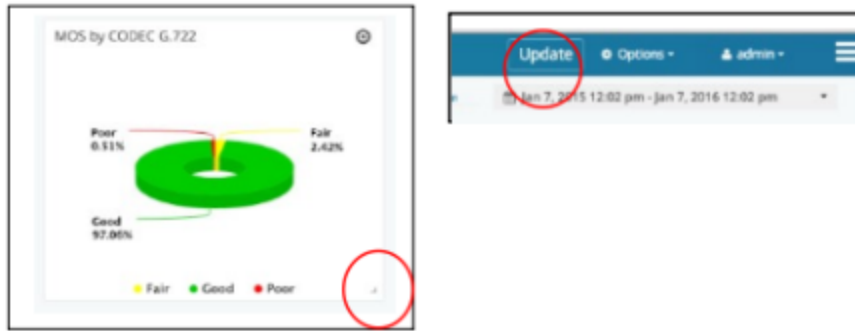 MOS by CODEC G.722
Poor
0.51%
Fair
2.42%
Good
97.06%
Fair Good Poor
Update Options admin
Jan 7, 2015 12:02 pm - Jan 7, 2016 12:02 pm